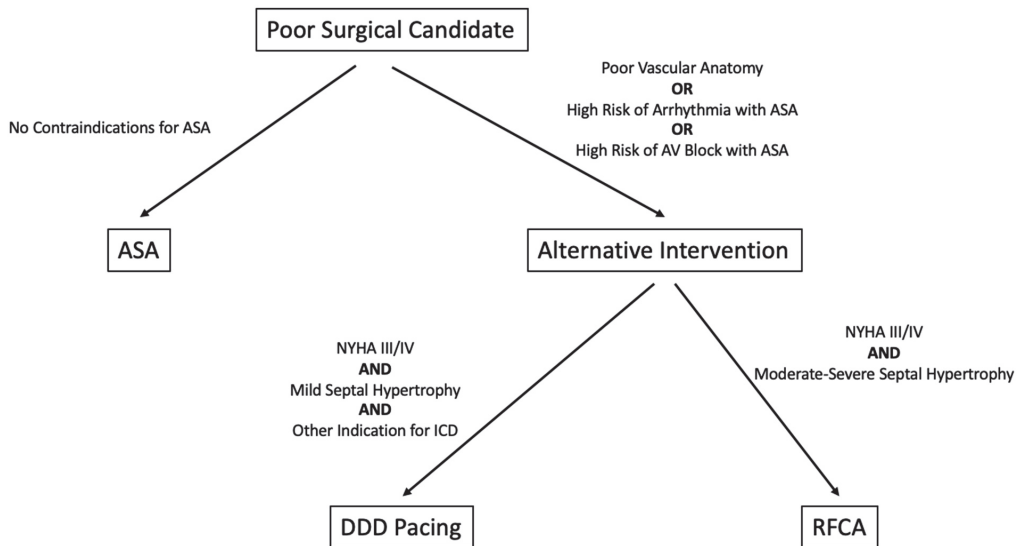 Poor Surgical Candidate
No Contraindications for ASA
Poor Vascular Anatomy
OR
High Risk of Arrhythmia with ASA
OR
High Risk of AV Block with ASA
ASA
Alternative Intervention
NYHA III/IV
AND
Mild Septal Hypertrophy
AND
Other Indication for ICD
NYHA III/IV
AND
Moderate-Severe Septal Hypertrophy
DDD Pacing
RFCA